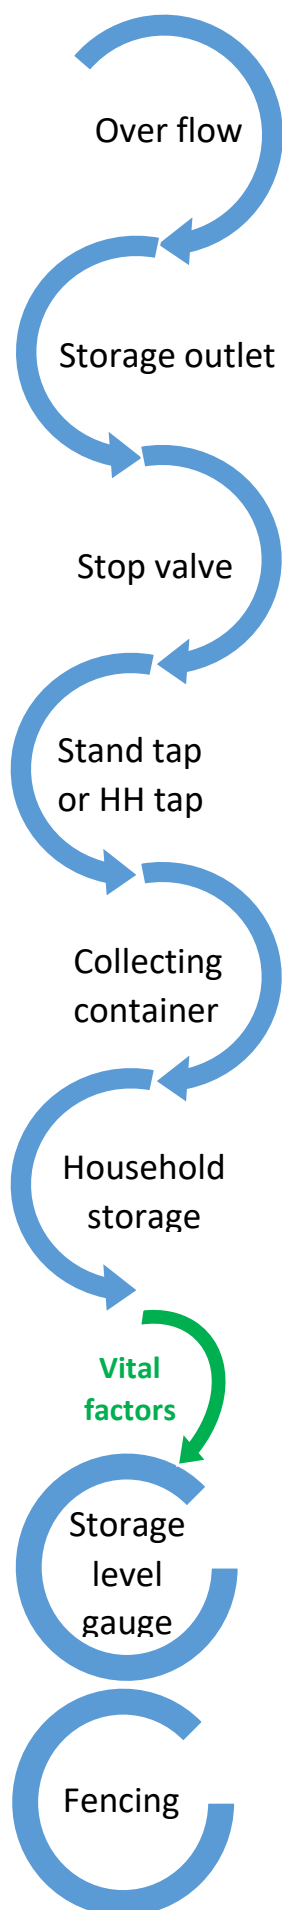 Over flow
Storage outlet
Stop valve
Stand tap
or HH tap
Collecting
container
Household
storage
Vital
factors
Storage
level
gauge
Fencing